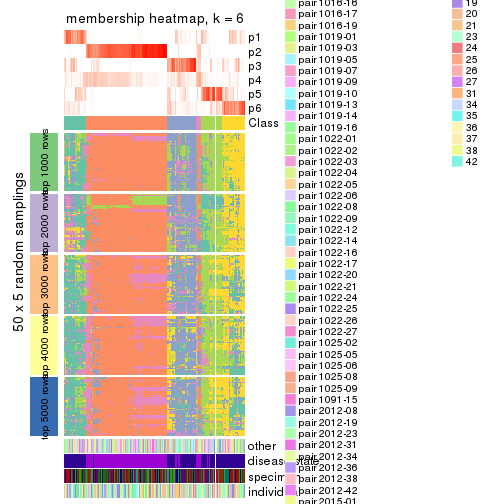 membership heatmap, k = 6
p1
p2
p3
p4
p5
p6
Class
50 x 5 random samplings
top 1000 rows
top 2000 rows
top 3000 rows
top 4000 rows
top 5000 rows
other
individ
pair1016-16
pair1016-17
pair1019-01
pair1019-03
pair1019-05
pair1019-07
pair1019-09
pair1019-10
pair1019-13
pair1019-14
pair1019-16
pair1022-01
pair1022-02
pair1022-03
pair1022-04
pair1022-05
pair1022-06
pair1022-08
pair1022-09
pair1022-12
pair1022-14
pair1022-16
pair1022-17
pair1022-20
pair1022-21
pair1022-24
pair1022-25
pair1022-26
pair1022-27
pair1025-02
pair1025-05
pair1025-06
pair1025-08
pair1025-09
pair1091-15
pair2012-08
pair2012-19
pair2012-23
pair2012-31
pair2012-34
pair2012-36
pair2012-38
pair2012-42
pair2015-01
19
20
21
23
24
25
26
27
31
34
35
36
37
38
42